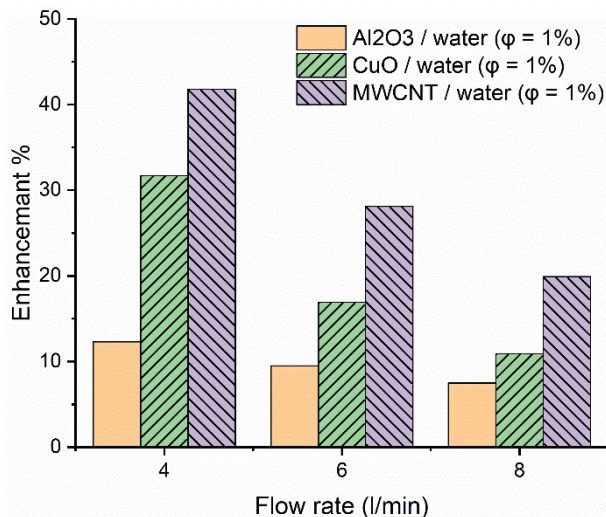 50
40
30
20
10
0
Enhancemant %
Al2O3 / water (φ = 1%)
CuO / water (φ = 1%)
MWCNT / water (φ = 1%)
4
6
8
Flow rate (l/min)